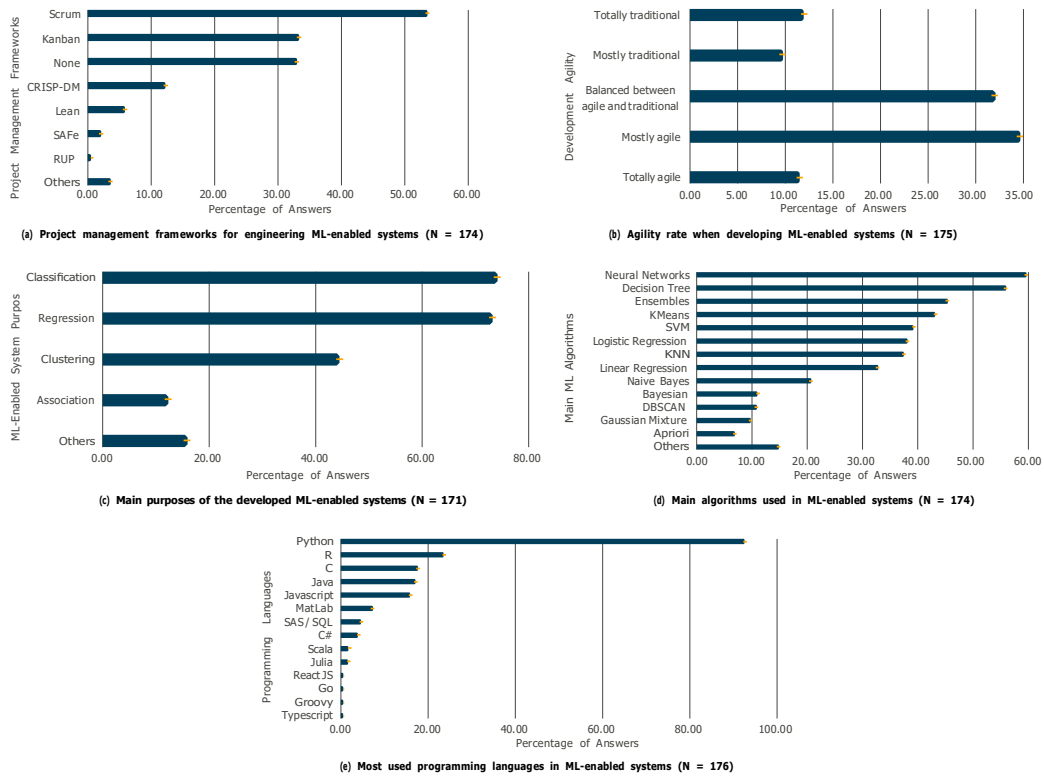 Project Management Frameworks
Scrum
Kanban
None
CRISP-DM
Lean
SAFe
RUP
Others
0.00 10.00 20.00 30.00 40.00 50.00 60.00
Percentage of Answers
(a) Project management frameworks for engineering ML-enabled systems (N = 174)
Development Agility
Totally traditional
Mostly traditional
Balanced between
agile and traditional
Mostly agile
Totally agile
0.00 5.00 10.00 15.00 20.00 25.00 30.00 35.00
Percentage of Answers
(b) Agility rate when developing ML-enabled systems (N = 175)
ML-Enabled System Purpos
Classification
Regression
Clustering
Association
Others
0.00 20.00 40.00 60.00 80.00
Percentage of Answers
(c) Main purposes of the developed ML-enabled systems (N = 171)
Main ML Algorithms
Neural Networks
Decision Tree
Ensembles
KMeans
SVM
Logistic Regression
KNN
Linear Regression
Naive Bayes
Bayesian
DBSCAN
Gaussian Mixture
Apriori
Others
0.00 10.00 20.00 30.00 40.00 50.00 60.00
Percentage of Answers
(d) Main algorithms used in ML-enabled systems (N = 174)
Programming Languages
Python
R
C
Java
Javascript
MatLab
SAS/SQL
C#
Scala
Julia
ReactJS
Go
Groovy
Typescript
0.00 20.00 40.00 60.00 80.00 100.00
Percentage of Answers
(e) Most used programming languages in ML-enabled systems (N = 176)